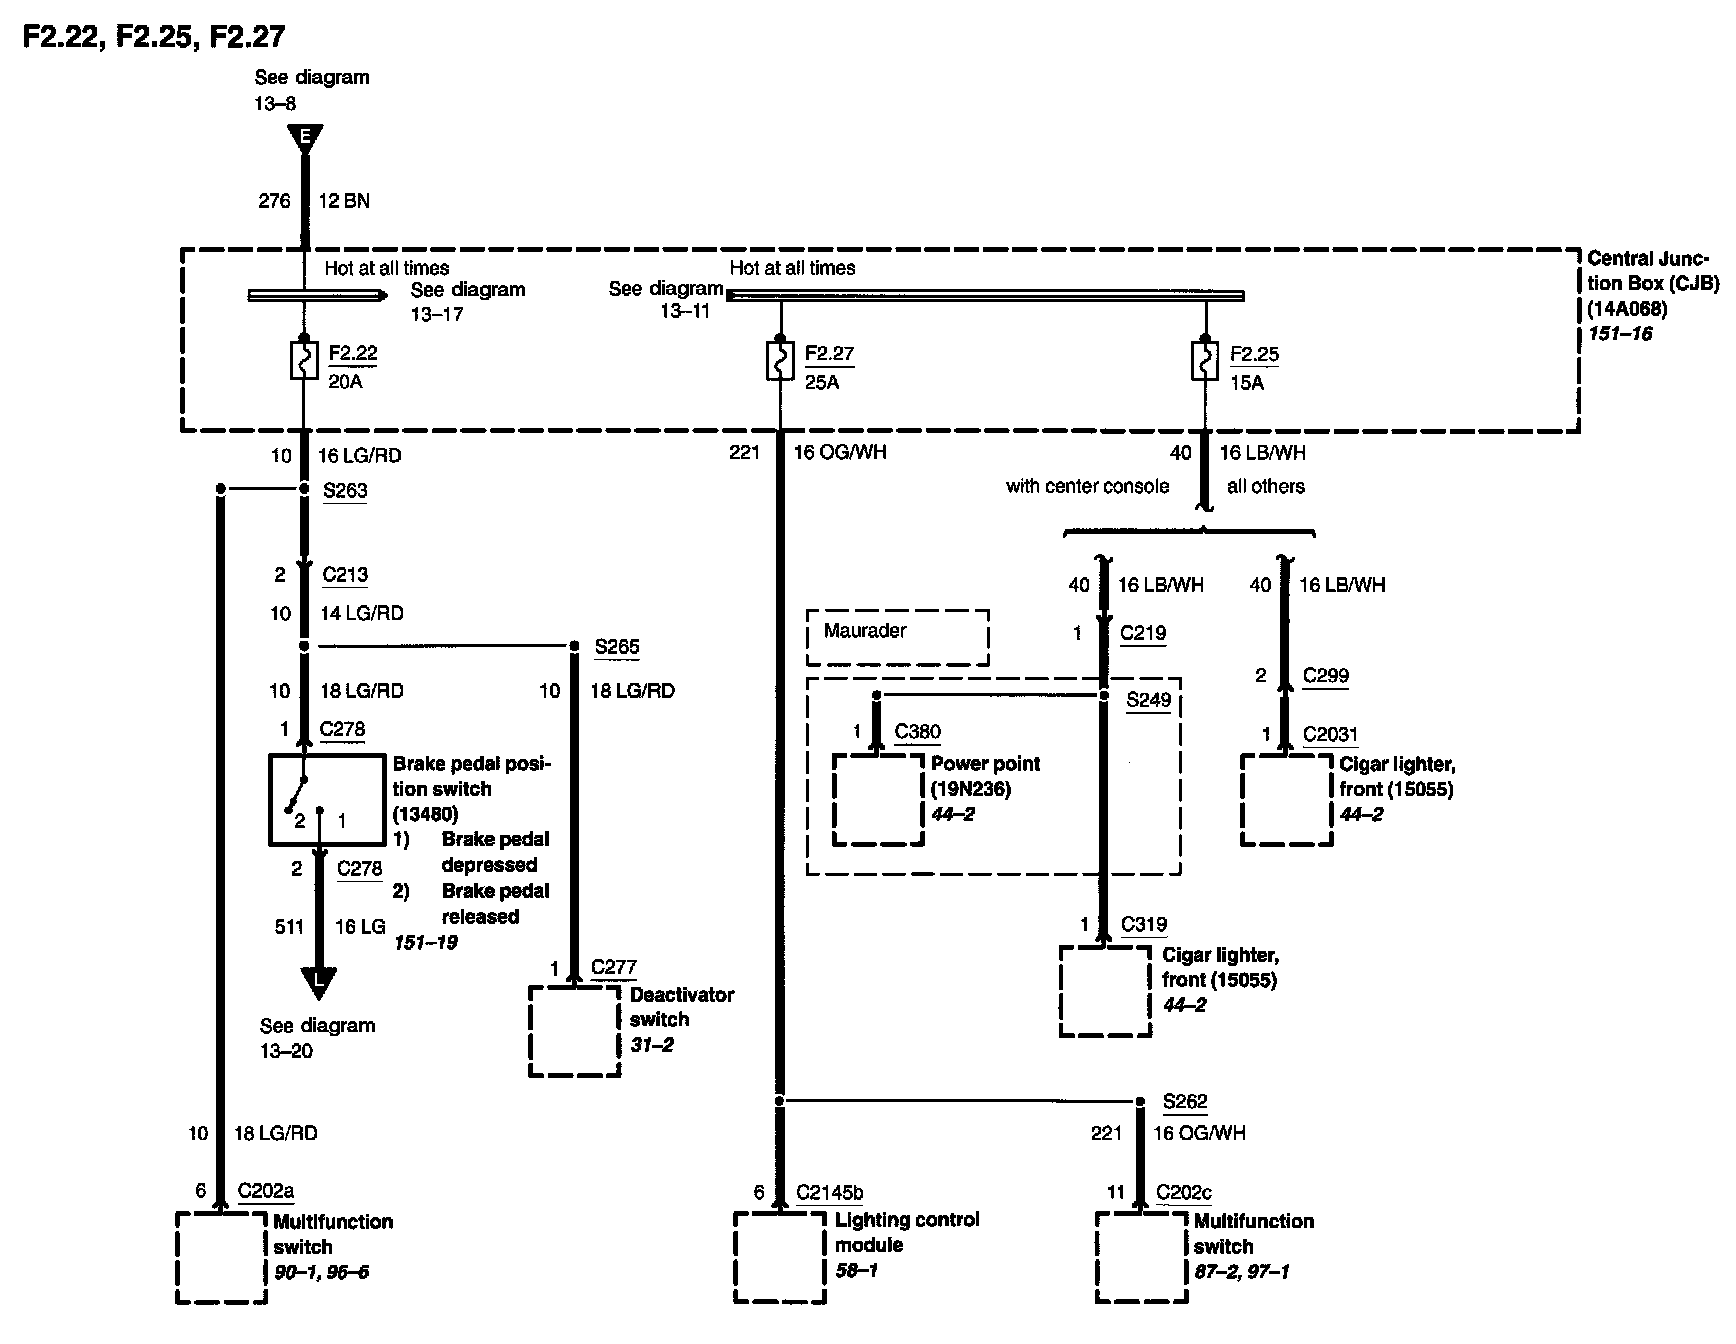 F2.22, F2.25, F2.27
See diagram
13–8
E
276 12 BN
Hot at all times
See diagram
13–17
Hot at all times
See diagram
13–11
Central Junc-
tion Box (CJB)
(14A068)
151–16
F2.22
20A
F2.27
25A
F2.25
15A
10 16 LG/RD
221 16 OG/WH
40 16 LB/WH
S263
with center console all others
2 C213
10 14 LG/RD
40 16 LB/WH
40 16 LB/WH
Maurader
1 C219
S265
10 18 LG/RD
10 18 LG/RD
2 C299
S249
1 C278
1 C380
1 C2031
Brake pedal posi-
tion switch
(13480)
1) Brake pedal
depressed
2) Brake pedal
released
151–19
2 1
Power point
(19N236)
44–2
Cigar lighter,
front (15055)
44–2
2 C278
511 16 LG
L
See diagram
13–20
1 C277
Deactivator
switch
31–2
1 C319
Cigar lighter,
front (15055)
44–2
S262
10 18 LG/RD
221 16 OG/WH
6 C202a
Multifunction
switch
90–1, 96–6
6 C2145b
Lighting control
module
58–1
11 C202c
Multifunction
switch
87–2, 97–1